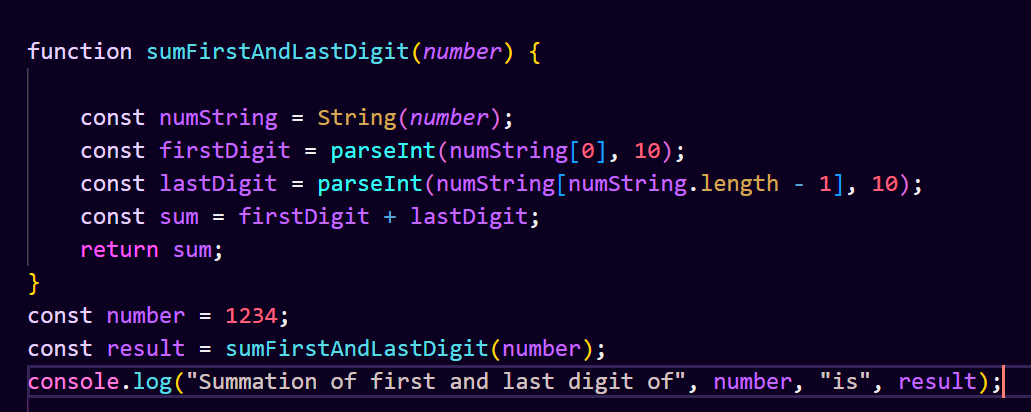 function sumFirstAndLastDigit(number) {
const numString = String(number);
const firstDigit = parseInt(numString[0], 10);
const lastDigit = parseInt(numString[numString.length - 1], 10);
const sum = firstDigit + lastDigit;
return sum;
}
const number = 1234;
const result = sumFirstAndLastDigit(number);
console.log("Summation of first and last digit of", number, "is", result);